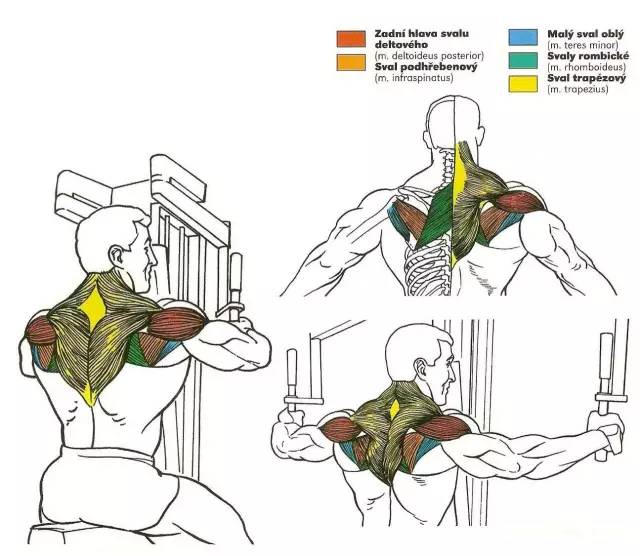 Zadní hlava svalu
deltového
(m. deltoideus posterior)
Sval podhřebenový
(m. infraspinatus)
Malý sval oblý
(m. teres minor)
Svaly rombické
(m. rhomboideus)
Sval trapézový
(m. trapezius)